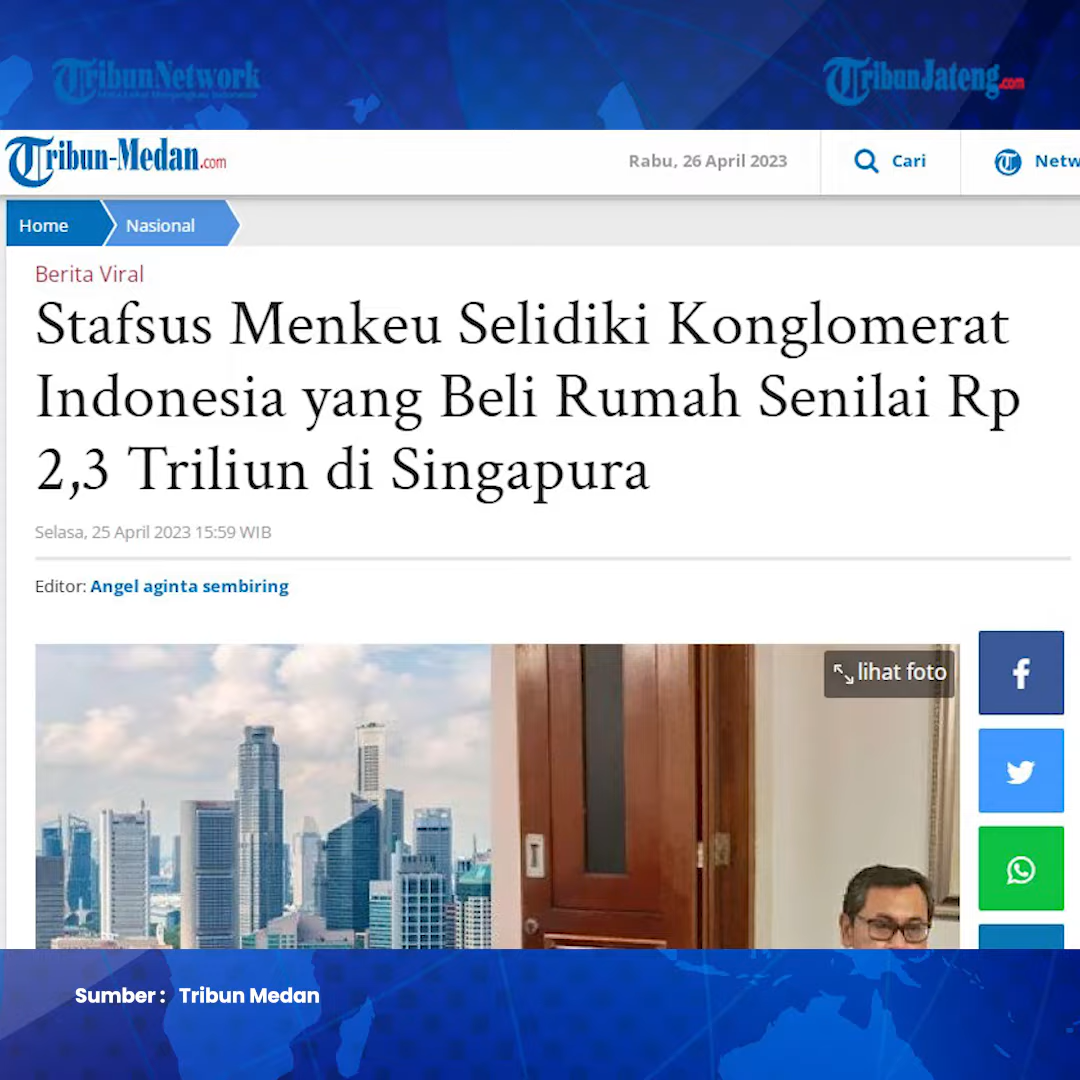 TribunNetwork
TribunJateng.com
Tribun-Medan.com
Rabu, 26 April 2023
Cari
Netw
Home
Nasional
Berita Viral
Stafsus Menkeu Selidiki Konglomerat
Indonesia yang Beli Rumah Senilai Rp
2,3 Triliun di Singapura
Selasa, 25 April 2023 15:59 WIB
Editor: Angel aginta sembiring
lihat foto
Sumber : Tribun Medan